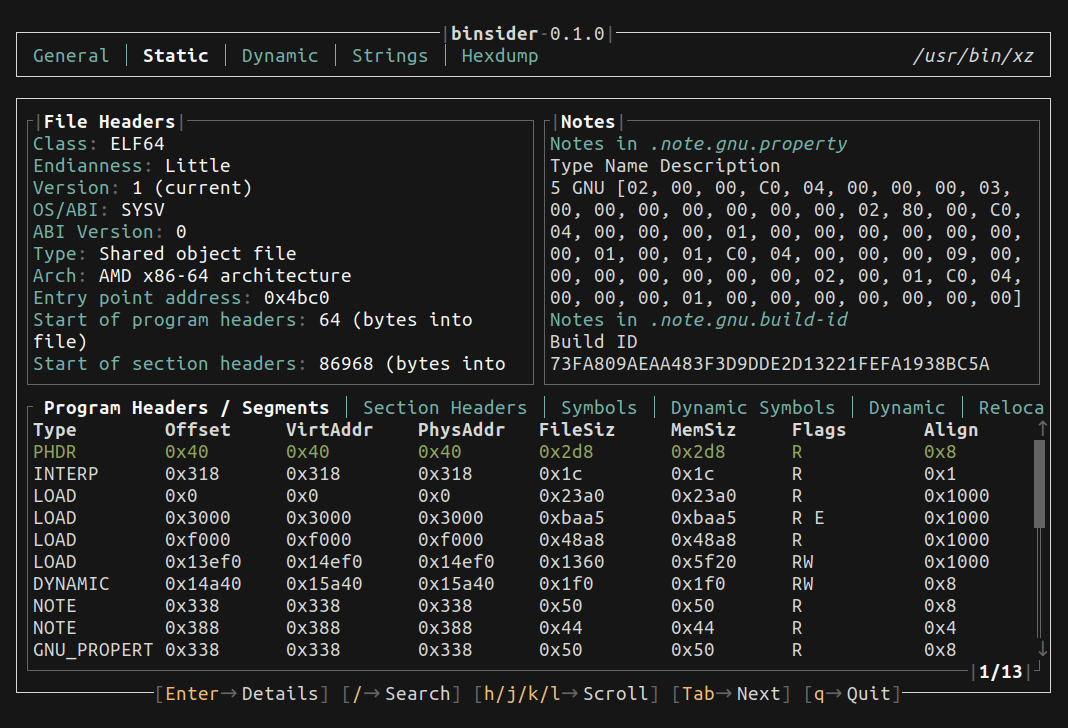 binsider-0.1.0
General | Static | Dynamic | Strings | Hexdump /usr/bin/xz
|File Headers|
Class: ELF64
Endianness: Little
Version: 1 (current)
OS/ABI: SYSV
ABI Version: 0
Type: Shared object file
Arch: AMD x86-64 architecture
Entry point address: 0x4bc0
Start of program headers: 64 (bytes into
file)
Start of section headers: 86968 (bytes into
|Notes|
Notes in .note.gnu.property
Type Name Description
5 GNU [02, 00, 00, C0, 04, 00, 00, 00, 03,
00, 00, 00, 00, 00, 00, 00, 02, 80, 00, C0,
04, 00, 00, 00, 01, 00, 00, 00, 00, 00, 00,
00, 01, 00, 01, C0, 04, 00, 00, 00, 09, 00,
00, 00, 00, 00, 00, 00, 02, 00, 01, C0, 04,
00, 00, 00, 01, 00, 00, 00, 00, 00, 00, 00]
Notes in .note.gnu.build-id
Build ID
73FA809AEAA483F3D9DDE2D13221FEFA1938BC5A
Program Headers / Segments | Section Headers | Symbols | Dynamic Symbols | Dynamic | Reloca
Type Offset VirtAddr PhysAddr FileSiz MemSiz Flags Align
PHDR 0x40 0x40 0x40 0x2d8 0x2d8 R 0x8
INTERP 0x318 0x318 0x318 0x1c 0x1c R 0x1
LOAD 0x0 0x0 0x0 0x23a0 0x23a0 R 0x1000
LOAD 0x3000 0x3000 0x3000 0xbaa5 0xbaa5 R E 0x1000
LOAD 0xf000 0xf000 0xf000 0x48a8 0x48a8 R 0x1000
LOAD 0x13ef0 0x14ef0 0x14ef0 0x1360 0x5f20 RW 0x1000
DYNAMIC 0x14a40 0x15a40 0x15a40 0x1f0 0x1f0 RW 0x8
NOTE 0x338 0x338 0x338 0x50 0x50 R 0x8
NOTE 0x388 0x388 0x388 0x44 0x44 R 0x4
GNU_PROPERT 0x338 0x338 0x338 0x50 0x50 R 0x8
|1/13|
[Enter→Details] [/→Search] [h/j/k/l→Scroll] [Tab→Next] [q→Quit]